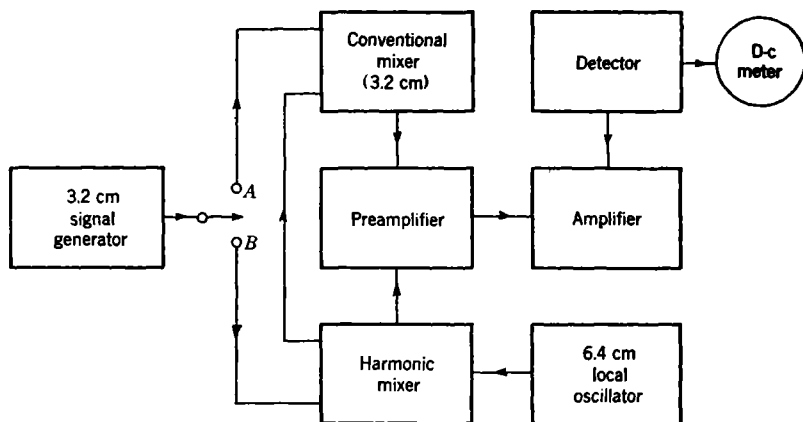 Conventional
mixer
(3.2 cm)
Detector
D-c
meter
3.2 cm
signal
generator
A
B
Preamplifier
Amplifier
Harmonic
mixer
6.4 cm
local
oscillator